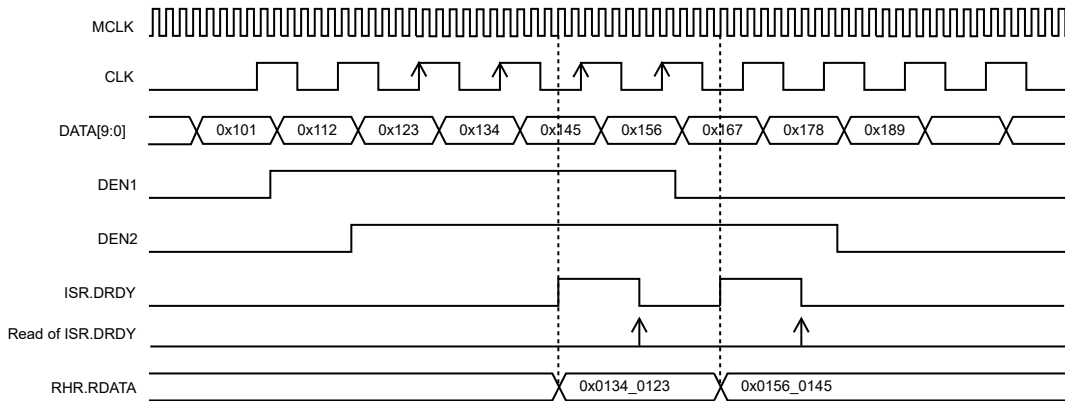 MCLK
CLK
DATA[9:0] 0x101 0x112 0x123 0x134 0x145 0x156 0x167 0x178 0x189
DEN1
DEN2
ISR.DRDY
Read of ISR.DRDY
RHR.RDATA 0x0134_0123 0x0156_0145